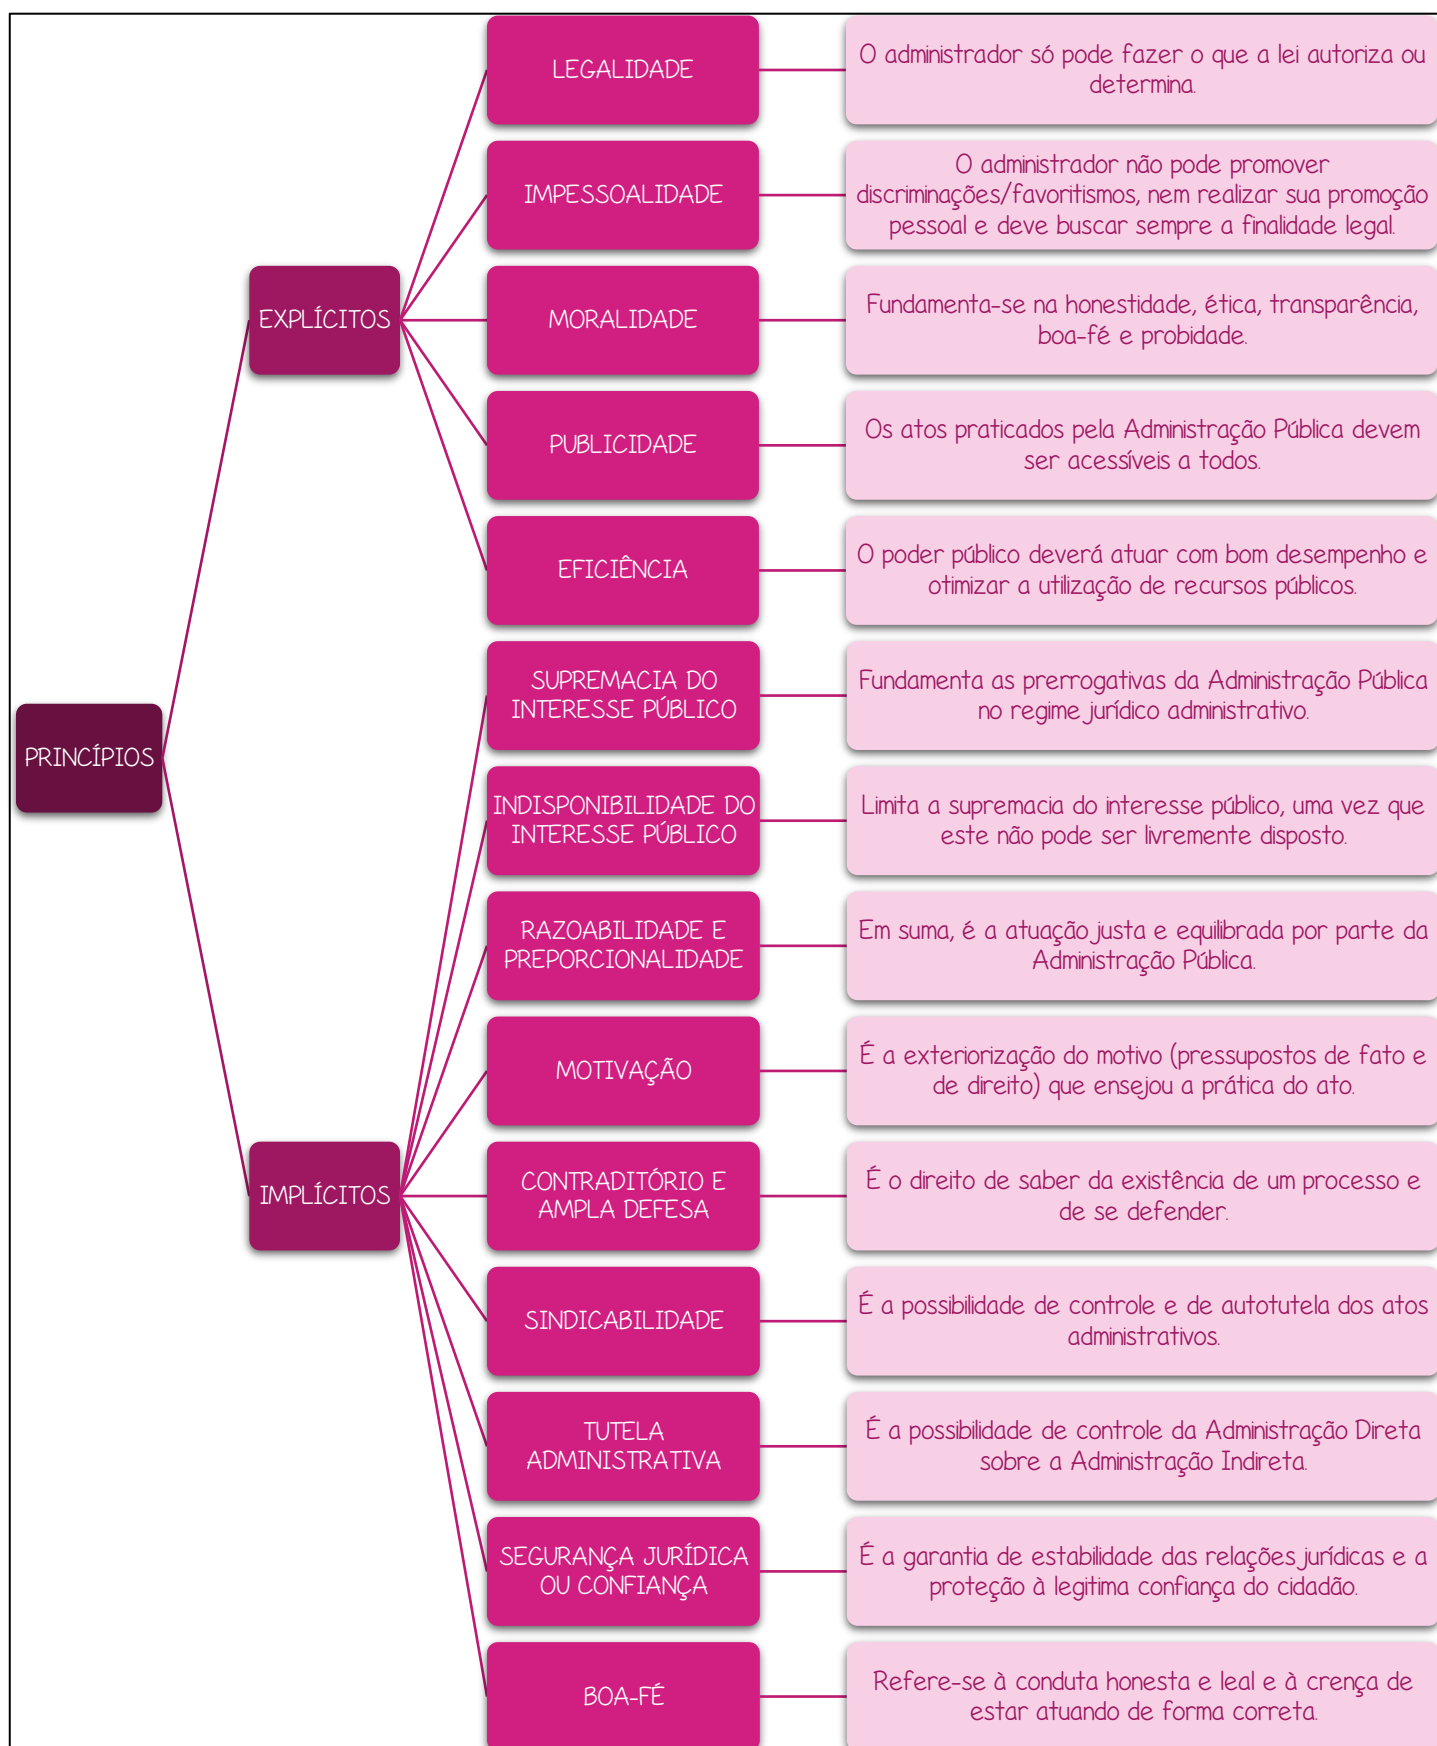 PRINCÍPIOS
EXPLÍCITOS
LEGALIDADE
O administrador só pode fazer o que a lei autoriza ou
determina.
IMPESSOALIDADE
O administrador não pode promover
discriminações/favoritismos, nem realizar sua promoção
pessoal e deve buscar sempre a finalidade legal.
MORALIDADE
Fundamenta-se na honestidade, ética, transparência,
boa-fé e probidade.
PUBLICIDADE
Os atos praticados pela Administração Pública devem
ser acessíveis a todos.
EFICIÊNCIA
O poder público deverá atuar com bom desempenho e
otimizar a utilização de recursos públicos.
IMPLÍCITOS
SUPREMACIA DO
INTERESSE PÚBLICO
Fundamenta as prerrogativas da Administração Pública
no regime jurídico administrativo.
INDISPONIBILIDADE DO
INTERESSE PÚBLICO
Limita a supremacia do interesse público, uma vez que
este não pode ser livremente disposto.
RAZOABILIDADE E
PREPORCIONALIDADE
Em suma, é a atuação justa e equilibrada por parte da
Administração Pública.
MOTIVAÇÃO
É a exteriorização do motivo (pressupostos de fato e
de direito) que ensejou a prática do ato.
CONTRADITÓRIO E
AMPLA DEFESA
É o direito de saber da existência de um processo e
de se defender.
SINDICABILIDADE
É a possibilidade de controle e de autotutela dos atos
administrativos.
TUTELA
ADMINISTRATIVA
É a possibilidade de controle da Administração Direta
sobre a Administração Indireta.
SEGURANÇA JURÍDICA
OU CONFIANÇA
É a garantia de estabilidade das relações jurídicas e a
proteção à legitima confiança do cidadão.
BOA-FÉ
Refere-se à conduta honesta e leal e à crença de
estar atuando de forma correta.